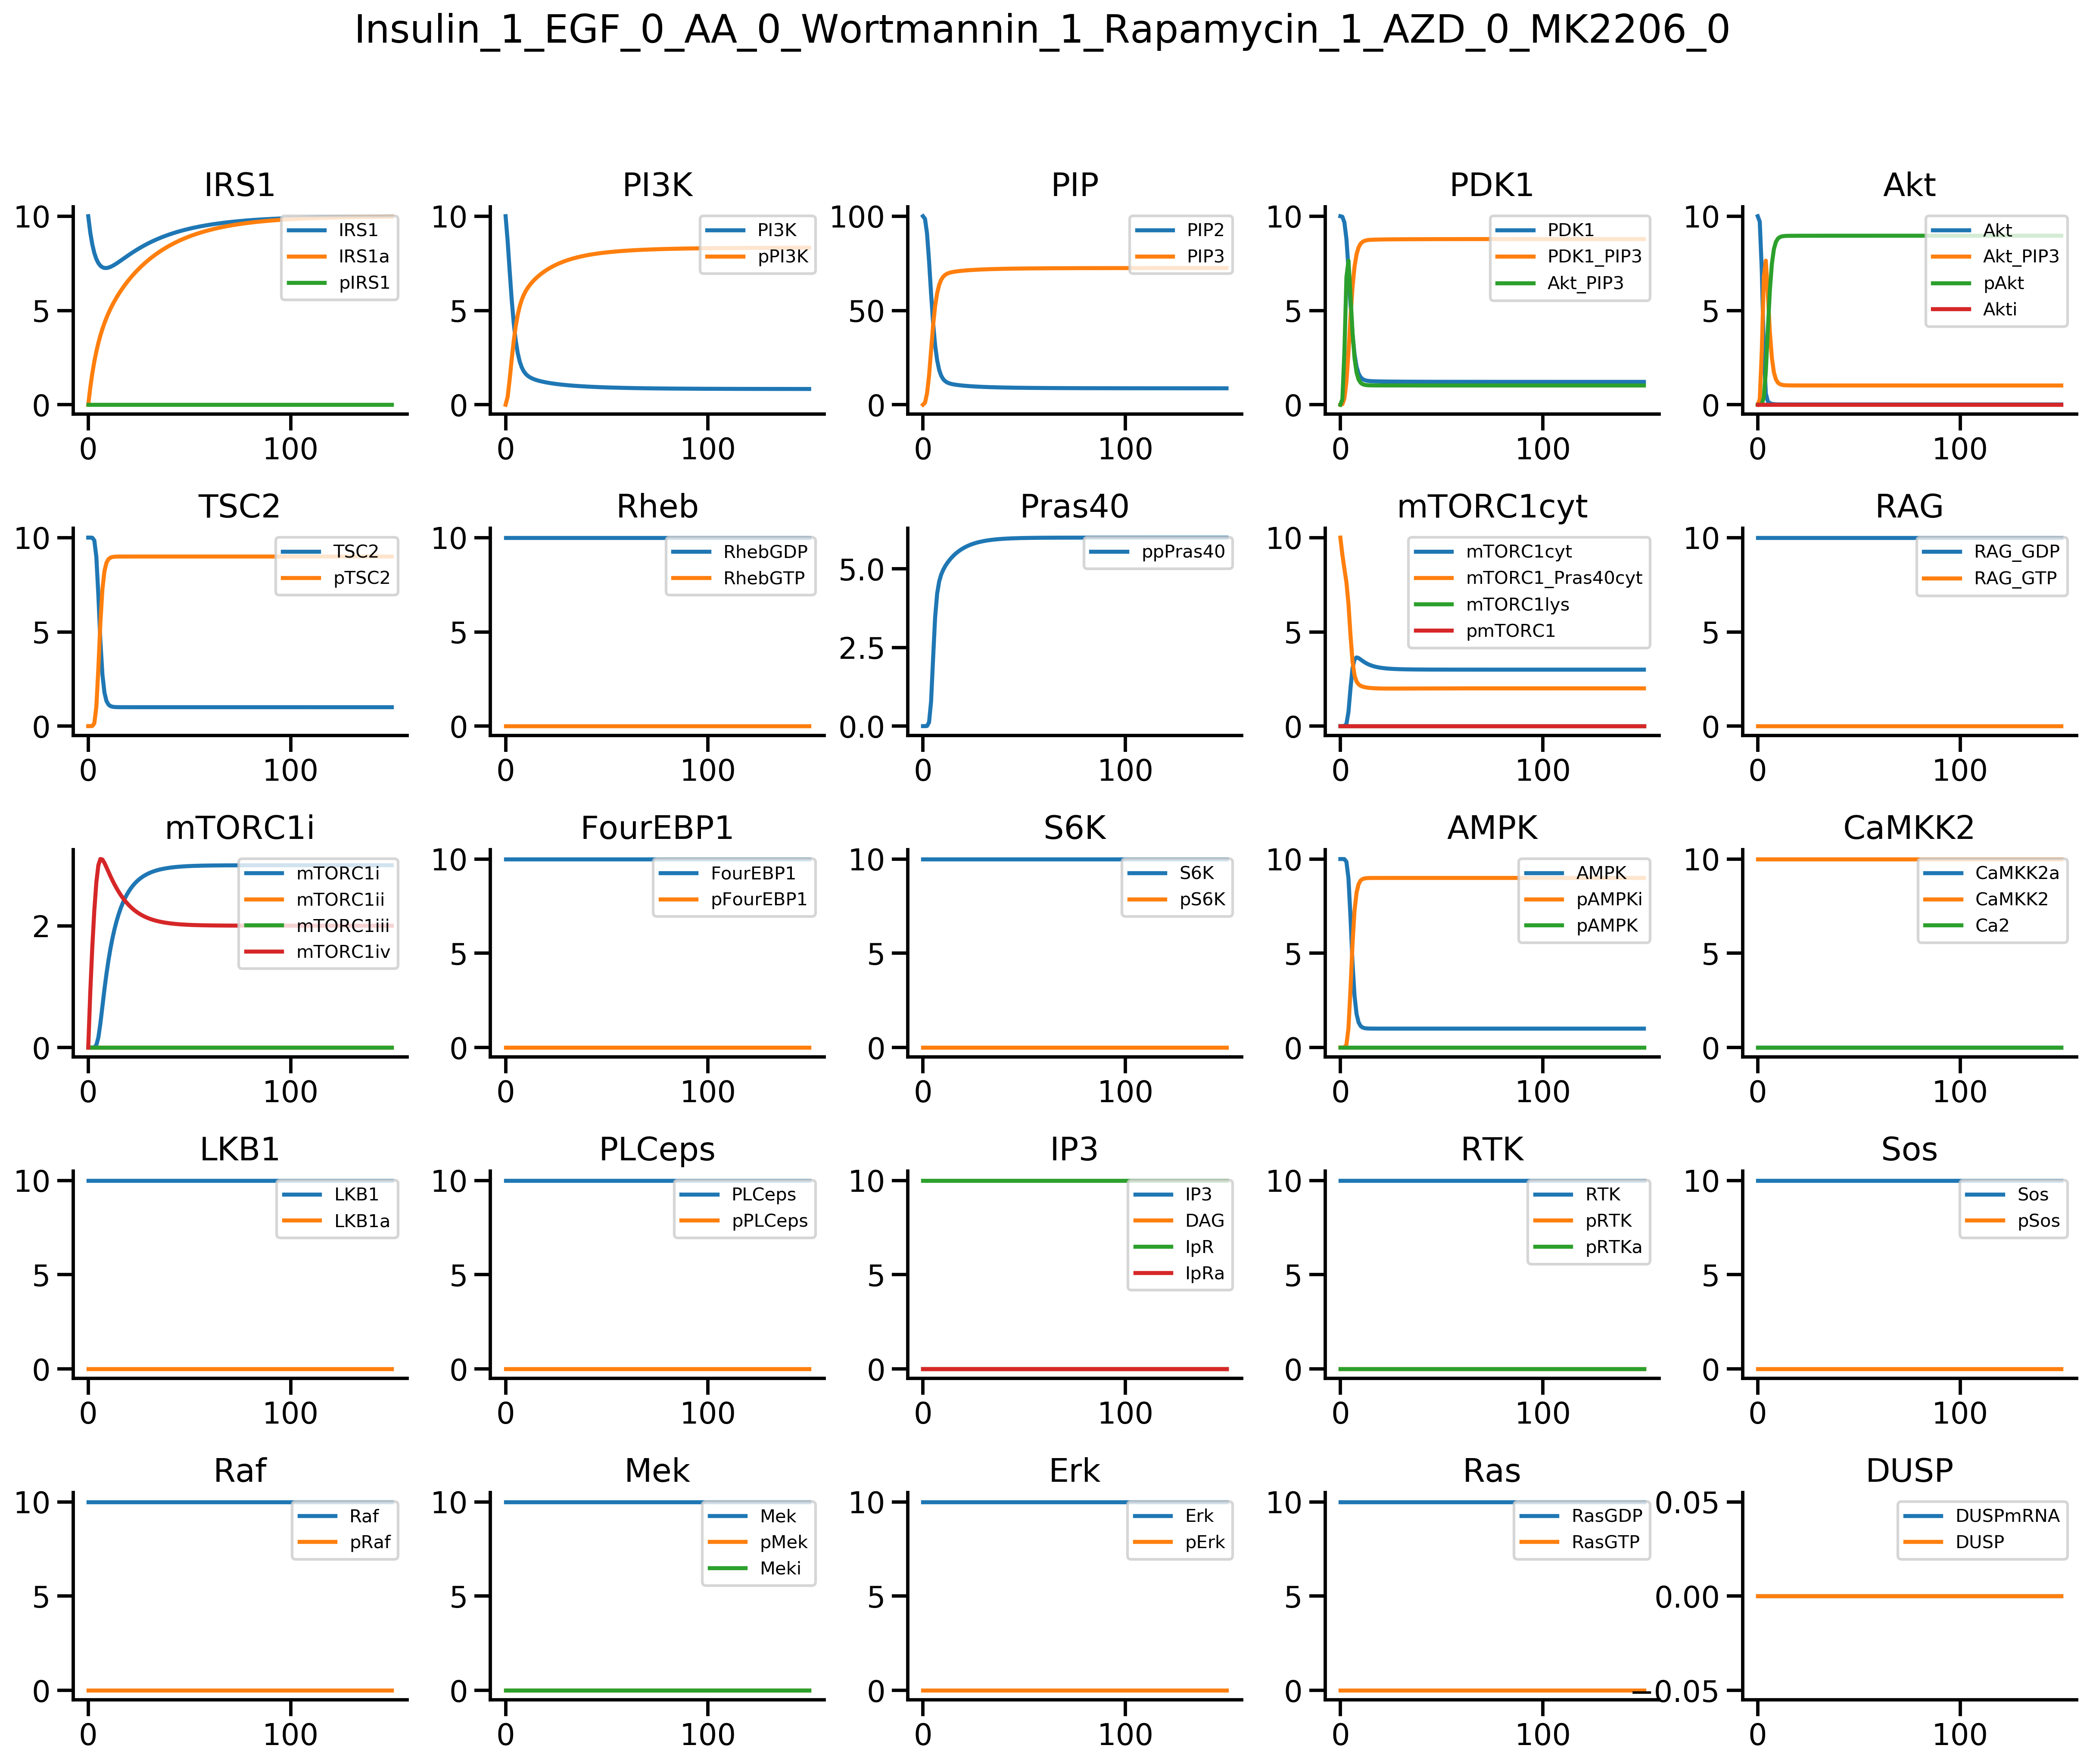 Insulin_1_EGF_0_AA_0_Wortmannin_1_Rapamycin_1_AZD_0_MK2206_0
IRS1
10
5
0
0
100
IRS1
IRS1a
pIRS1
PI3K
10
5
0
0
100
PI3K
pPI3K
PIP
100
50
0
0
100
PIP2
PIP3
PDK1
10
5
0
0
100
PDK1
PDK1_PIP3
Akt_PIP3
Akt
10
5
0
0
100
Akt
Akt_PIP3
pAkt
Akti
TSC2
10
5
0
0
100
TSC2
pTSC2
Rheb
10
5
0
0
100
RhebGDP
RhebGTP
Pras40
5.0
2.5
0.0
0
100
ppPras40
mTORC1cyt
10
5
0
0
100
mTORC1cyt
mTORC1_Pras40cyt
mTORC1lys
pmTORC1
RAG
10
5
0
0
100
RAG_GDP
RAG_GTP
mTORC1i
2
0
0
100
mTORC1i
mTORC1ii
mTORC1iii
mTORC1iv
FourEBP1
10
5
0
0
100
FourEBP1
pFourEBP1
S6K
10
5
0
0
100
S6K
pS6K
AMPK
10
5
0
0
100
AMPK
pAMPKi
pAMPK
CaMKK2
10
5
0
0
100
CaMKK2a
CaMKK2
Ca2
LKB1
10
5
0
0
100
LKB1
LKB1a
PLCeps
10
5
0
0
100
PLCeps
pPLCeps
IP3
10
5
0
0
100
IP3
DAG
IpR
IpRa
RTK
10
5
0
0
100
RTK
pRTK
pRTKa
Sos
10
5
0
0
100
Sos
pSos
Raf
10
5
0
0
100
Raf
pRaf
Mek
10
5
0
0
100
Mek
pMek
Meki
Erk
10
5
0
0
100
Erk
pErk
Ras
10
5
0
0
100
RasGDP
RasGTP
DUSP
0.05
0.00
−0.05
0
100
DUSPmRNA
DUSP